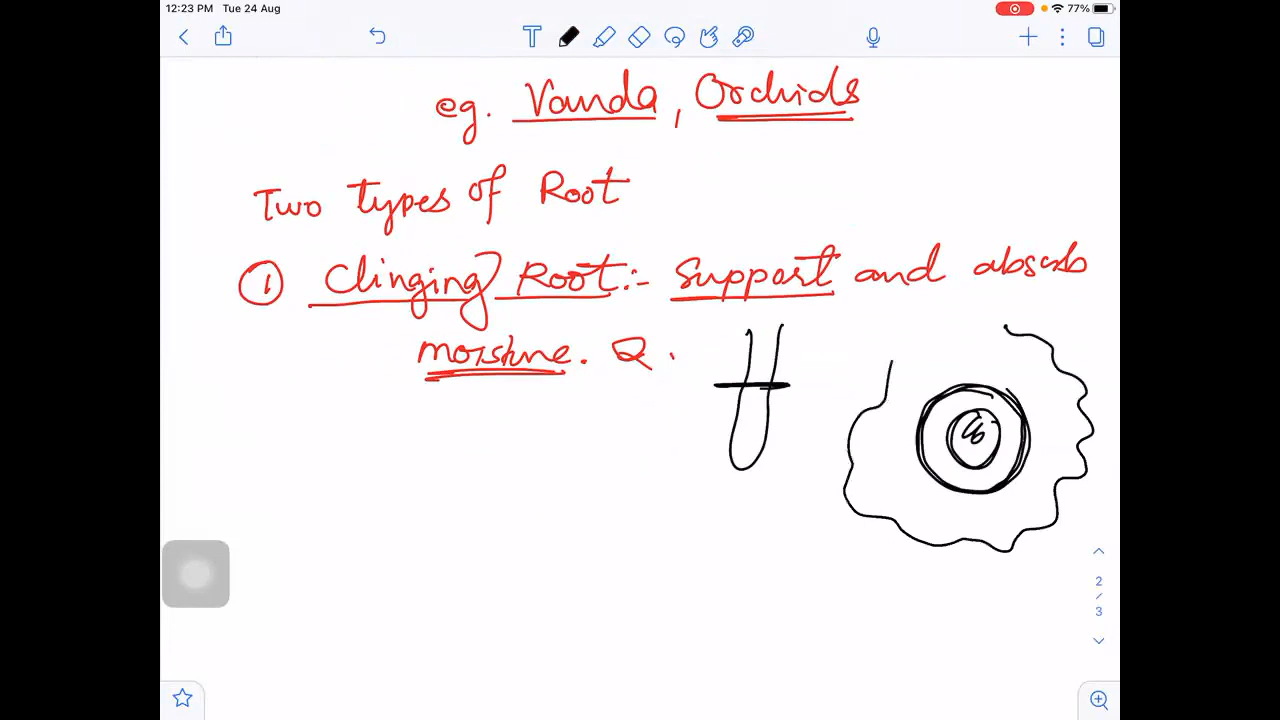 12:23 PM Tue 24 Aug 77%
T
eg. Vanda, Orchids
Two types of Root
① Clinging Root:- Support and absorb
moisture. Q.
2
/
3